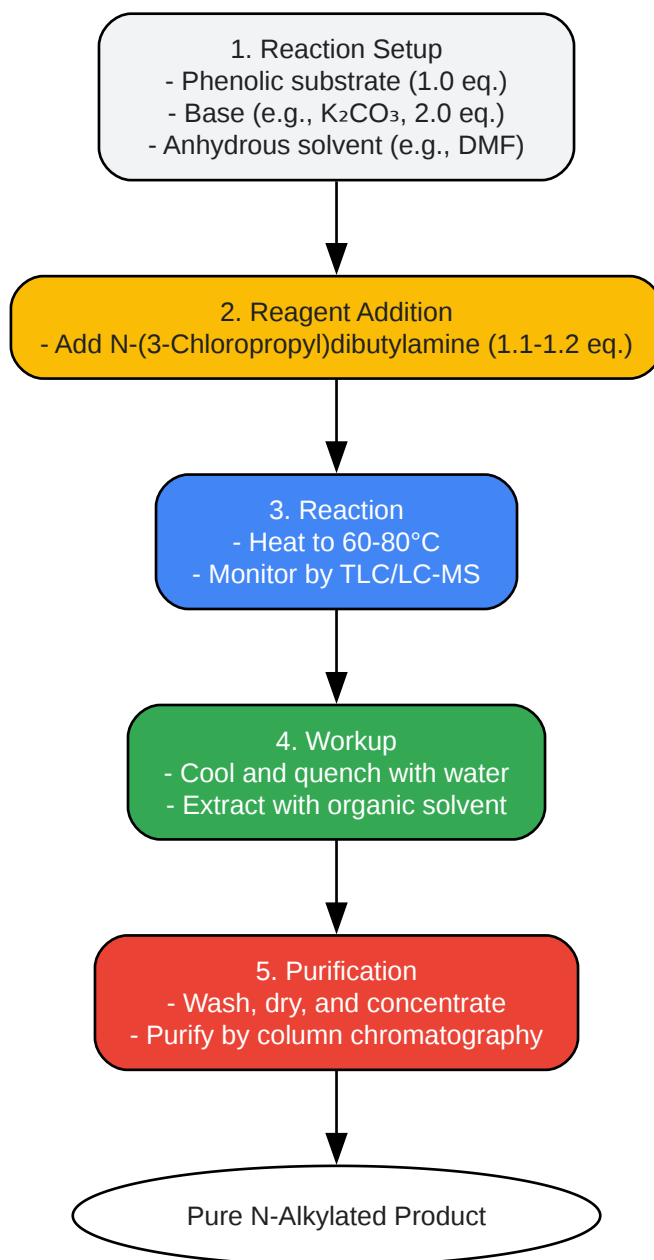 1. Reaction Setup
- Phenolic substrate (1.0 eq.)
- Base (e.g., K₂CO₃, 2.0 eq.)
- Anhydrous solvent (e.g., DMF)
2. Reagent Addition
- Add N-(3-Chloropropyl)dibutylamine (1.1-1.2 eq.)
3. Reaction
- Heat to 60-80°C
- Monitor by TLC/LC-MS
4. Workup
- Cool and quench with water
- Extract with organic solvent
5. Purification
- Wash, dry, and concentrate
- Purify by column chromatography
Pure N-Alkylated Product